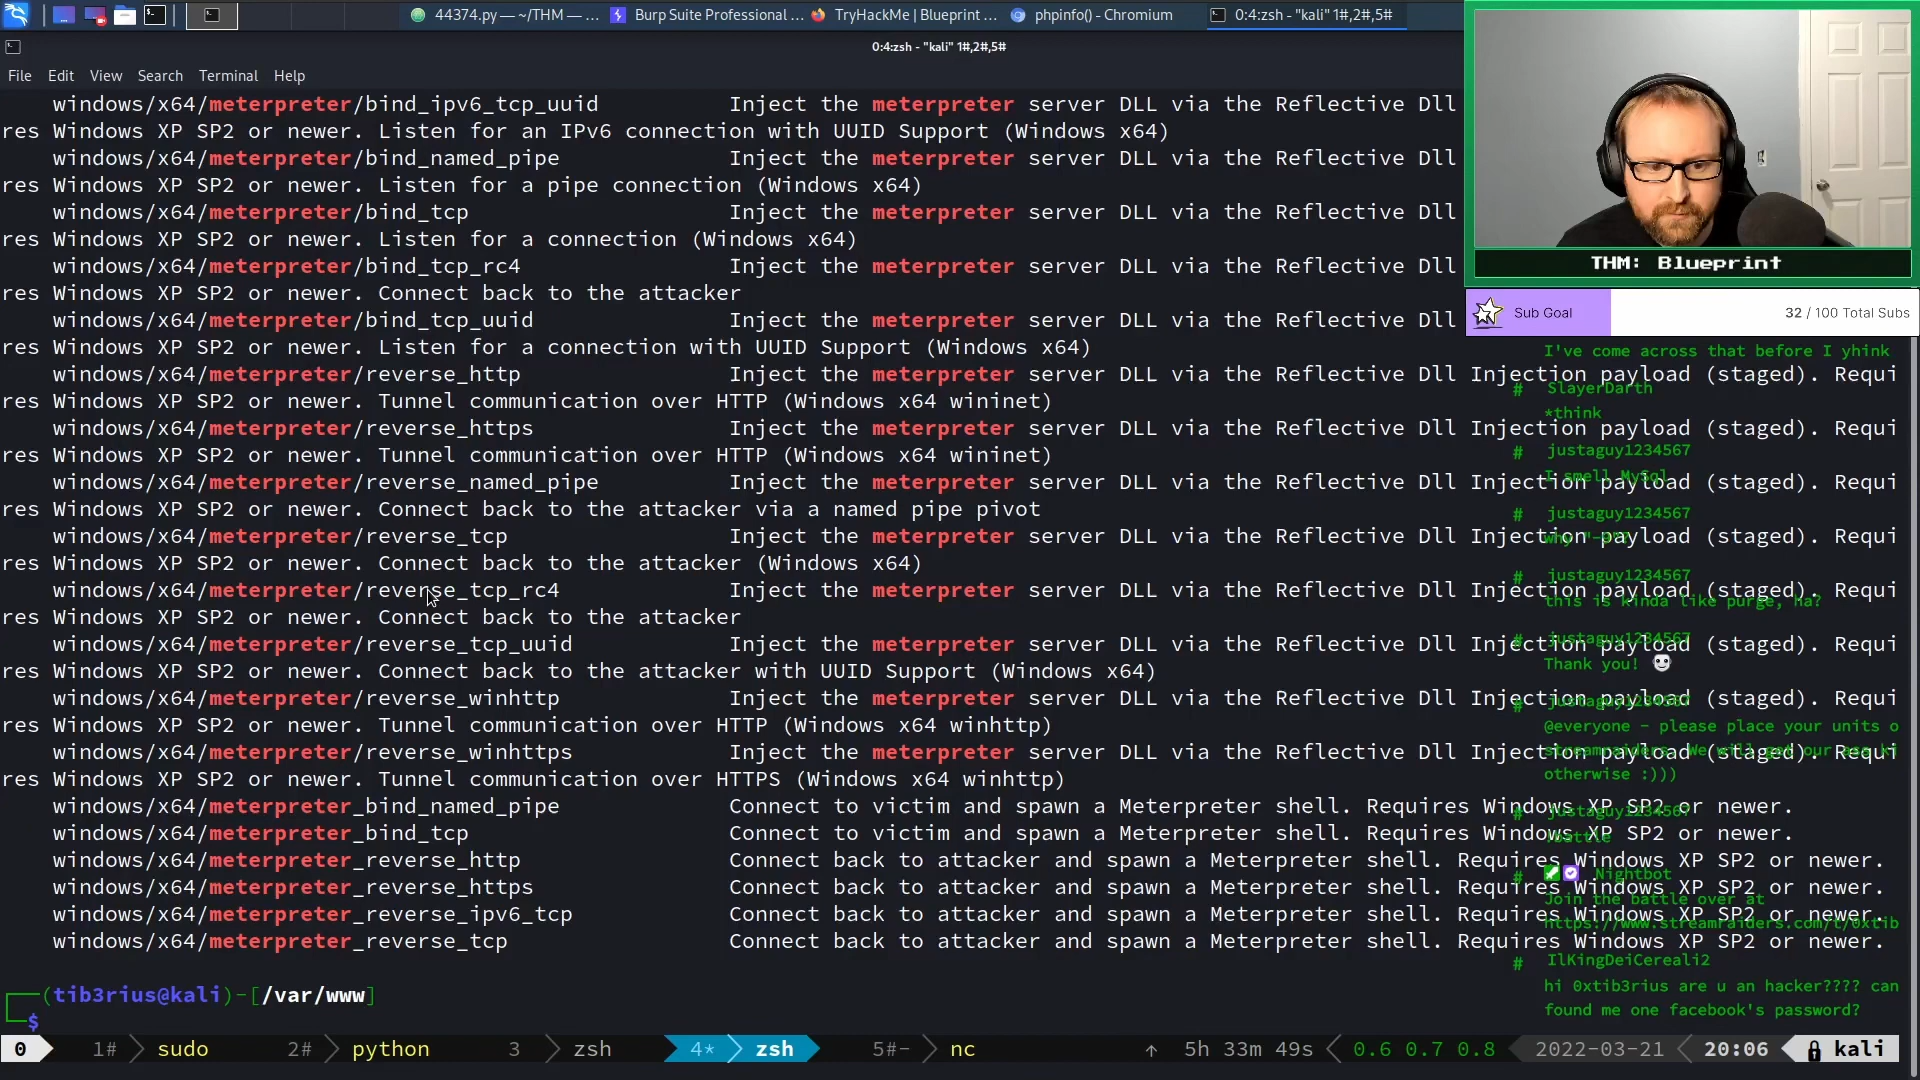 44374.py — ~/THM — ...
Burp Suite Professional ...
TryHackMe | Blueprint ...
phpinfo() - Chromium
0:4:zsh - "kali" 1#,2#,5#
0:4:zsh - "kali" 1#,2#,5#
File Edit View Search Terminal Help
windows/x64/meterpreter/bind_ipv6_tcp_uuid Inject the meterpreter server DLL via the Reflective Dll
res Windows XP SP2 or newer. Listen for an IPv6 connection with UUID Support (Windows x64)
windows/x64/meterpreter/bind_named_pipe Inject the meterpreter server DLL via the Reflective Dll
res Windows XP SP2 or newer. Listen for a pipe connection (Windows x64)
windows/x64/meterpreter/bind_tcp Inject the meterpreter server DLL via the Reflective Dll
res Windows XP SP2 or newer. Listen for a connection (Windows x64)
windows/x64/meterpreter/bind_tcp_rc4 Inject the meterpreter server DLL via the Reflective Dll
res Windows XP SP2 or newer. Connect back to the attacker
windows/x64/meterpreter/bind_tcp_uuid Inject the meterpreter server DLL via the Reflective Dll
res Windows XP SP2 or newer. Listen for a connection with UUID Support (Windows x64)
windows/x64/meterpreter/reverse_http Inject the meterpreter server DLL via the Reflective Dll Injection payload (staged). Requi
res Windows XP SP2 or newer. Tunnel communication over HTTP (Windows x64 wininet)
windows/x64/meterpreter/reverse_https Inject the meterpreter server DLL via the Reflective Dll Injection payload (staged). Requi
res Windows XP SP2 or newer. Tunnel communication over HTTP (Windows x64 wininet)
windows/x64/meterpreter/reverse_named_pipe Inject the meterpreter server DLL via the Reflective Dll Injection payload (staged). Requi
res Windows XP SP2 or newer. Connect back to the attacker via a named pipe pivot
windows/x64/meterpreter/reverse_tcp Inject the meterpreter server DLL via the Reflective Dll Injection payload (staged). Requi
res Windows XP SP2 or newer. Connect back to the attacker (Windows x64)
windows/x64/meterpreter/reverse_tcp_rc4 Inject the meterpreter server DLL via the Reflective Dll Injection payload (staged). Requi
res Windows XP SP2 or newer. Connect back to the attacker
windows/x64/meterpreter/reverse_tcp_uuid Inject the meterpreter server DLL via the Reflective Dll Injection payload (staged). Requi
res Windows XP SP2 or newer. Connect back to the attacker with UUID Support (Windows x64)
windows/x64/meterpreter/reverse_winhttp Inject the meterpreter server DLL via the Reflective Dll Injection payload (staged). Requi
res Windows XP SP2 or newer. Tunnel communication over HTTP (Windows x64 winhttp)
windows/x64/meterpreter/reverse_winhttps Inject the meterpreter server DLL via the Reflective Dll Injection payload (staged). Requi
res Windows XP SP2 or newer. Tunnel communication over HTTPS (Windows x64 winhttp)
windows/x64/meterpreter_bind_named_pipe Connect to victim and spawn a Meterpreter shell. Requires Windows XP SP2 or newer.
windows/x64/meterpreter_bind_tcp Connect to victim and spawn a Meterpreter shell. Requires Windows XP SP2 or newer.
windows/x64/meterpreter_reverse_http Connect back to attacker and spawn a Meterpreter shell. Requires Windows XP SP2 or newer.
windows/x64/meterpreter_reverse_https Connect back to attacker and spawn a Meterpreter shell. Requires Windows XP SP2 or newer.
windows/x64/meterpreter_reverse_ipv6_tcp Connect back to attacker and spawn a Meterpreter shell. Requires Windows XP SP2 or newer.
windows/x64/meterpreter_reverse_tcp Connect back to attacker and spawn a Meterpreter shell. Requires Windows XP SP2 or newer.
(tib3rius@kali)-[/var/www]
$
0 1# sudo 2# python 3 zsh 4* zsh 5#- nc ↑ 5h 33m 49s 0.6 0.7 0.8 2022-03-21 20:06 kali
THM: Blueprint
Sub Goal 32 / 100 Total Subs
I've come across that before I yhink
# SlayerDarth
*think
# justaguy1234567
I smell MySql
# justaguy1234567
# justaguy1234567
this is kinda like purge, ha?
# justaguy1234567
Thank you!
# justaguy1234567
@everyone - please place your units o
streamraiders. We will get our ass ki
otherwise :)))
# justaguy1234567
!battle
# Nightbot
Join the battle over at
https://www.streamraiders.com/t/0xtib
# IlKingDeiCereali2
hi 0xtib3rius are u an hacker???? can
found me one facebook's password?